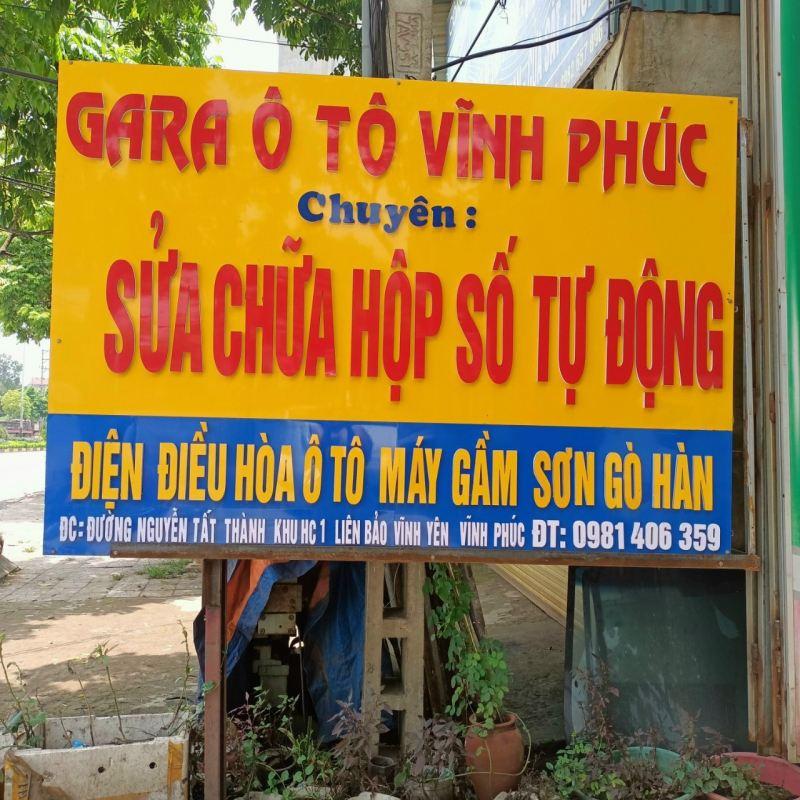 GARA Ô TÔ VĨNH PHÚC
Chuyên :
SỬA CHỮA HỘP SỐ TỰ ĐỘNG
ĐIỆN ĐIỀU HÒA Ô TÔ MÁY GẦM SƠN GÒ HÀN
ĐC: ĐƯỜNG NGUYỄN TẤT THÀNH KHU HC 1 LIÊN BẢO VĨNH YÊN VĨNH PHÚC ĐT: 0981 406 359